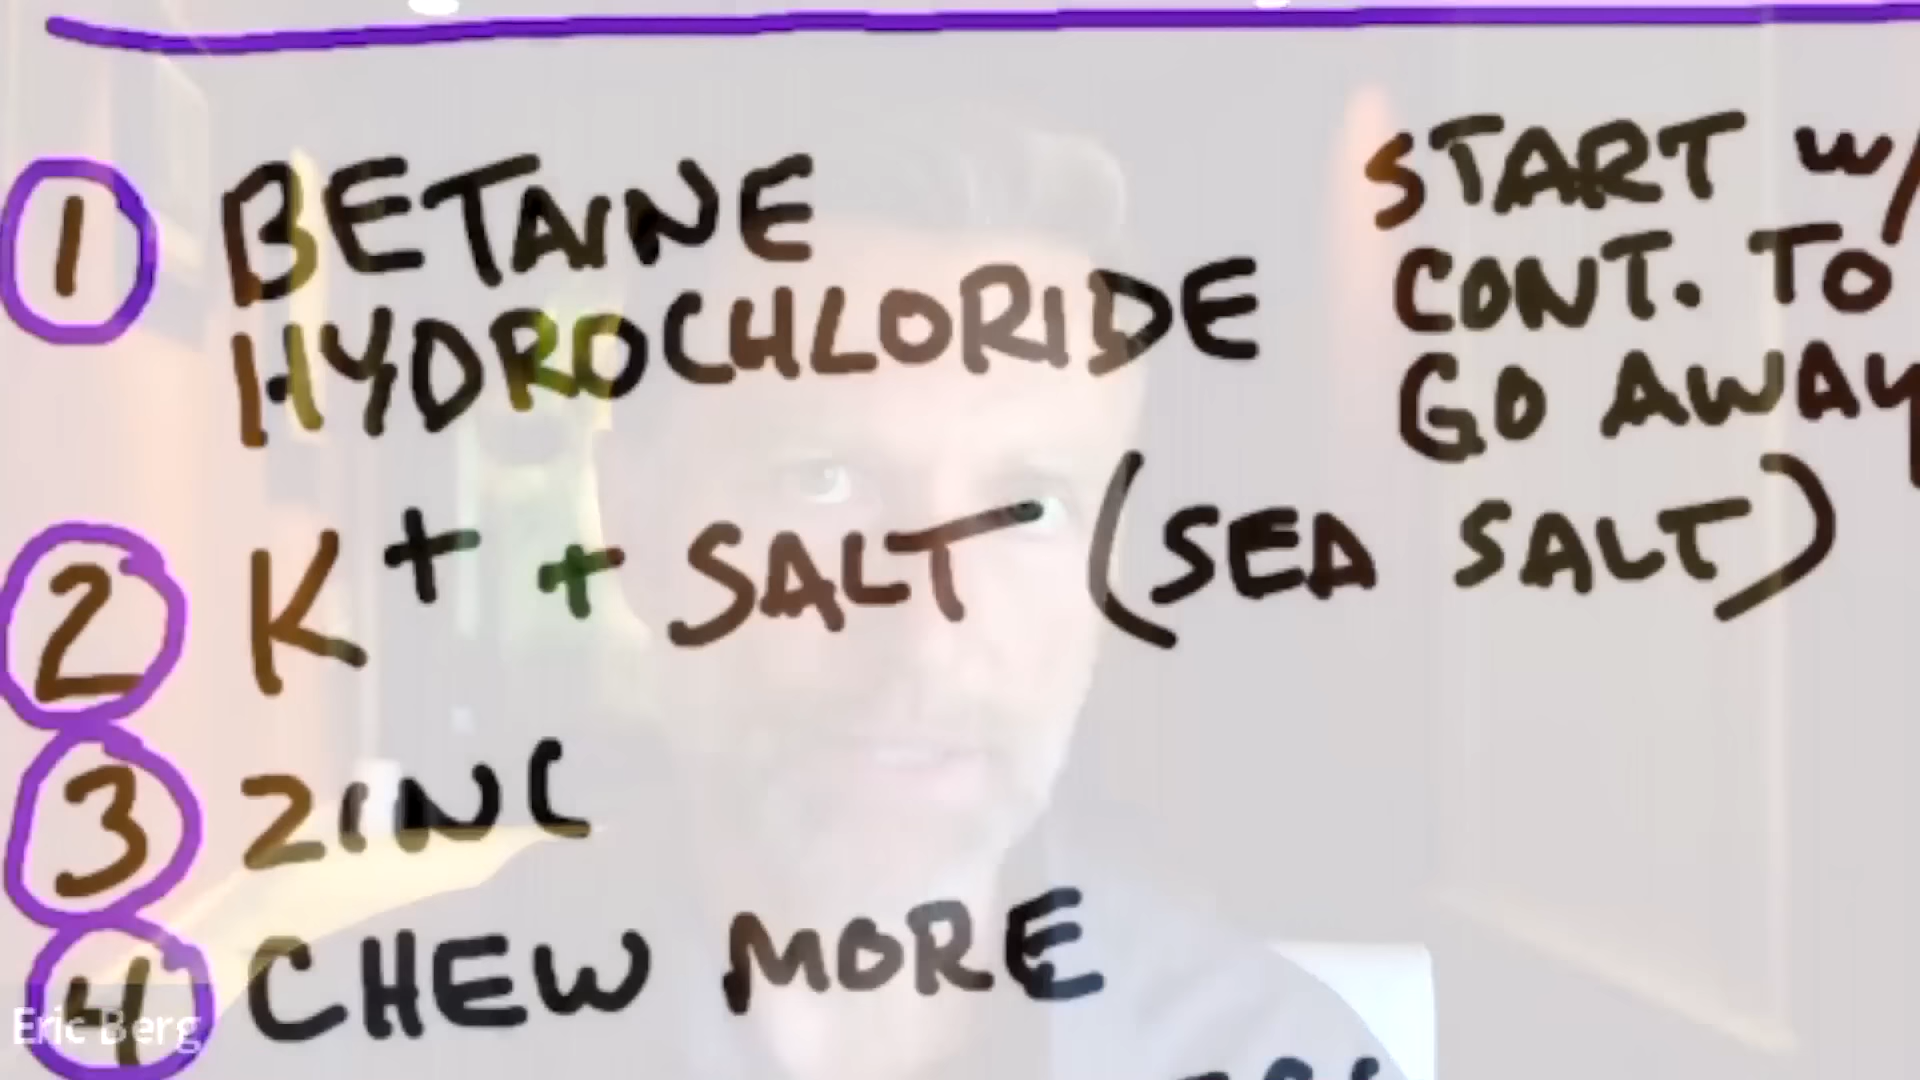 1 BETAINE
HYDROCHLORIDE
START W/
CONT. TO
GO AWAY
2 K+ + SALT (SEA SALT)
3 ZINC
4 CHEW MORE
Eric Berg